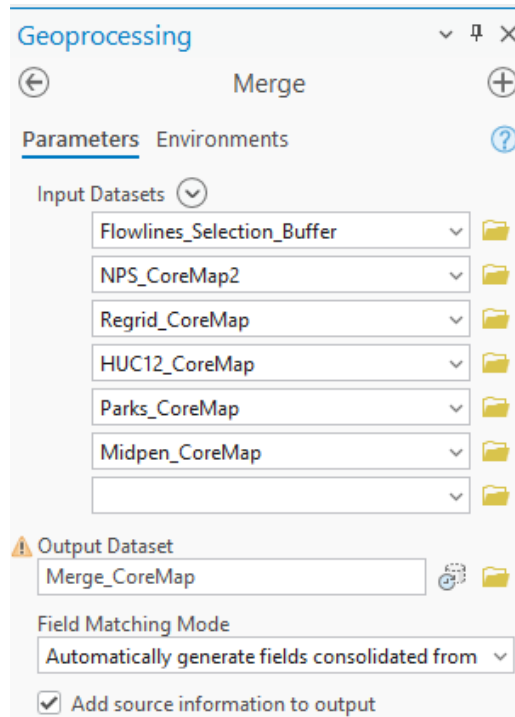 Geoprocessing
Merge
Parameters Environments
Input Datasets
Flowlines_Selection_Buffer
NPS_CoreMap2
Regrid_CoreMap
HUC12_CoreMap
Parks_CoreMap
Midpen_CoreMap
Output Dataset
Merge_CoreMap
Field Matching Mode
Automatically generate fields consolidated from
Add source information to output